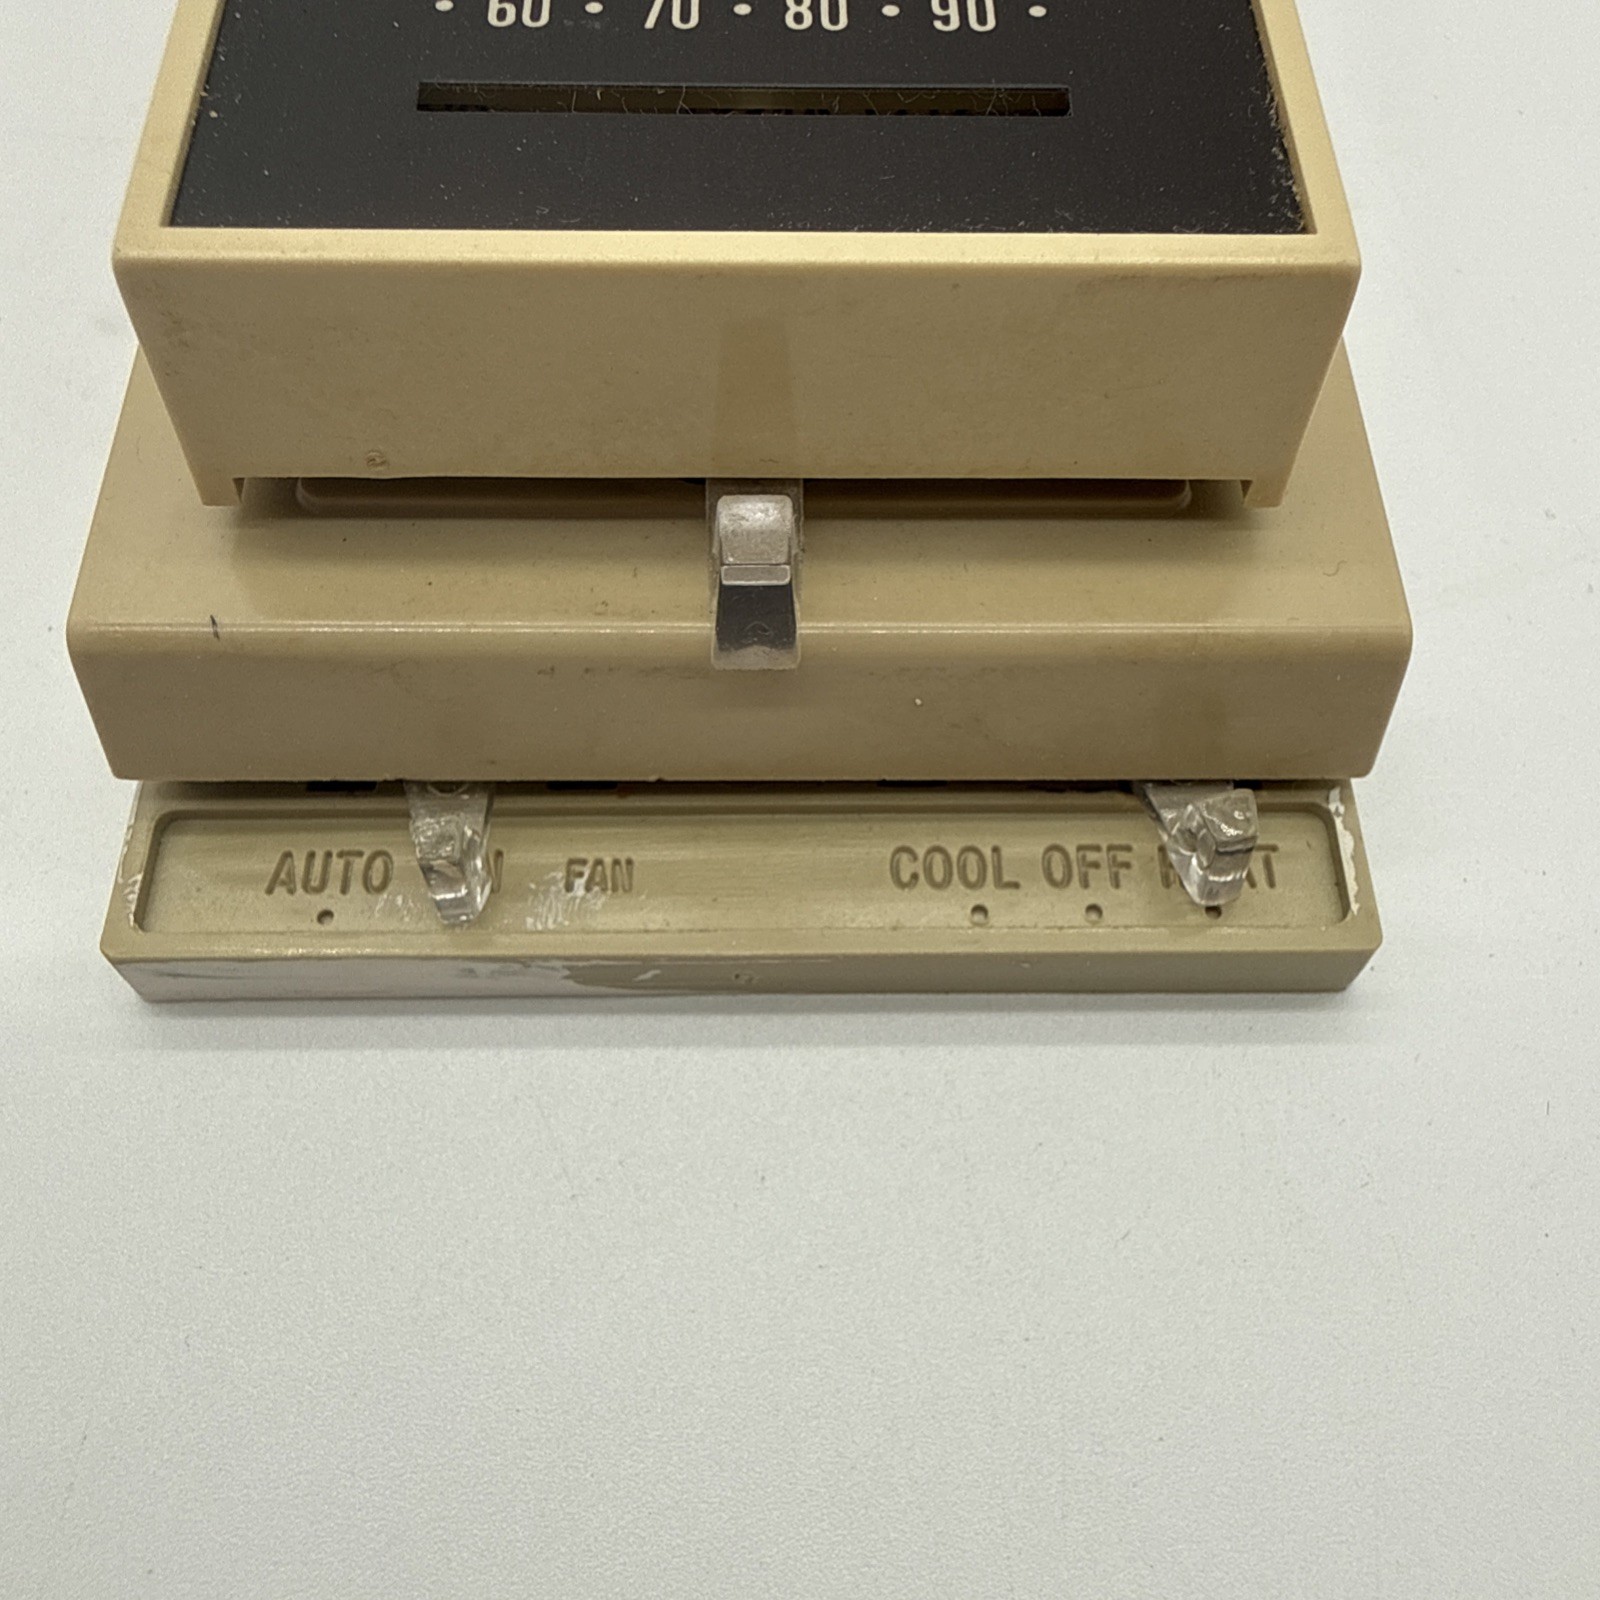 · 60 · 70 · 80 · 90 ·
AUTO FAN COOL OFF